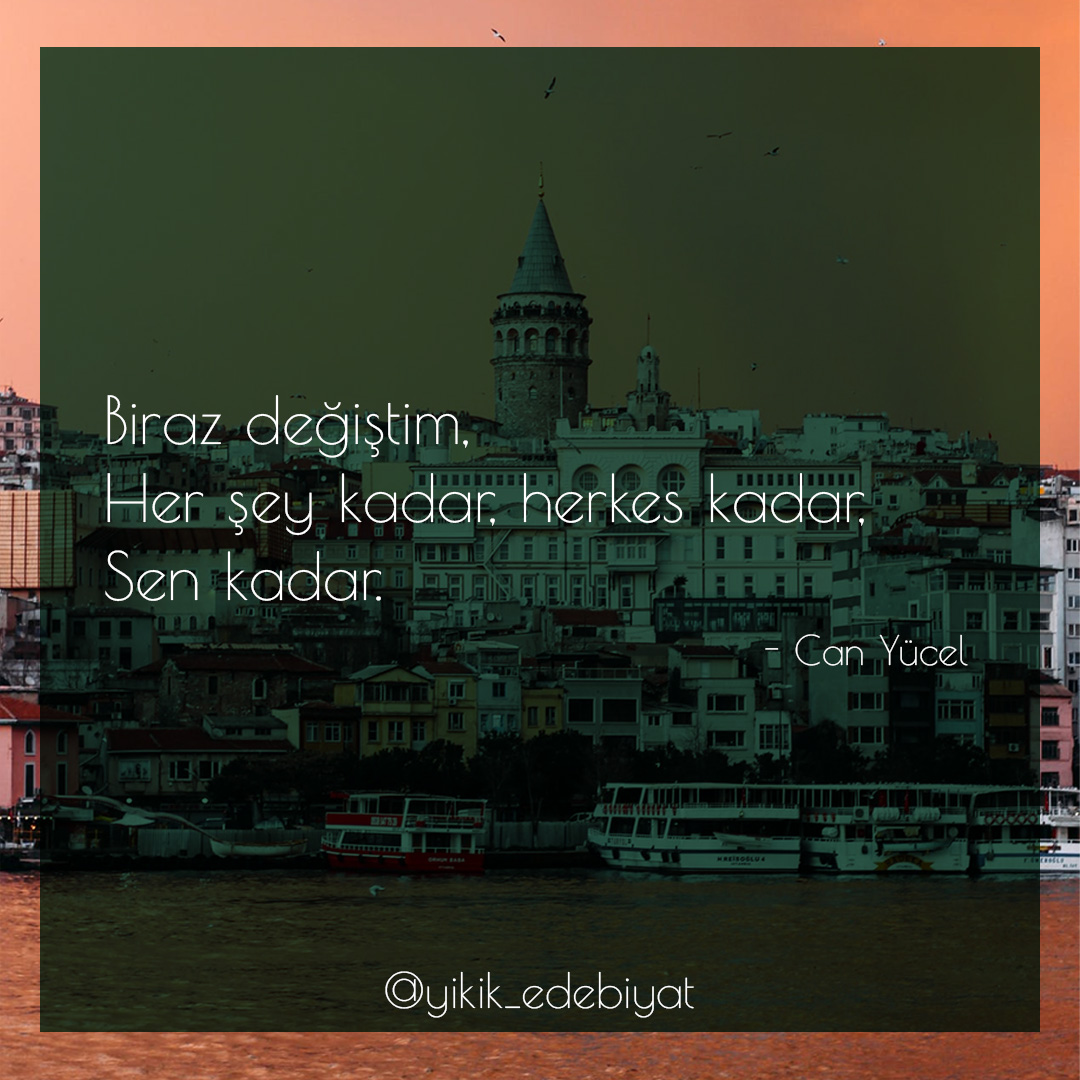 Biraz değiştim,
Her şey kadar, herkes kadar,
Sen kadar.
- Can Yücel
@yikik_edebiyat